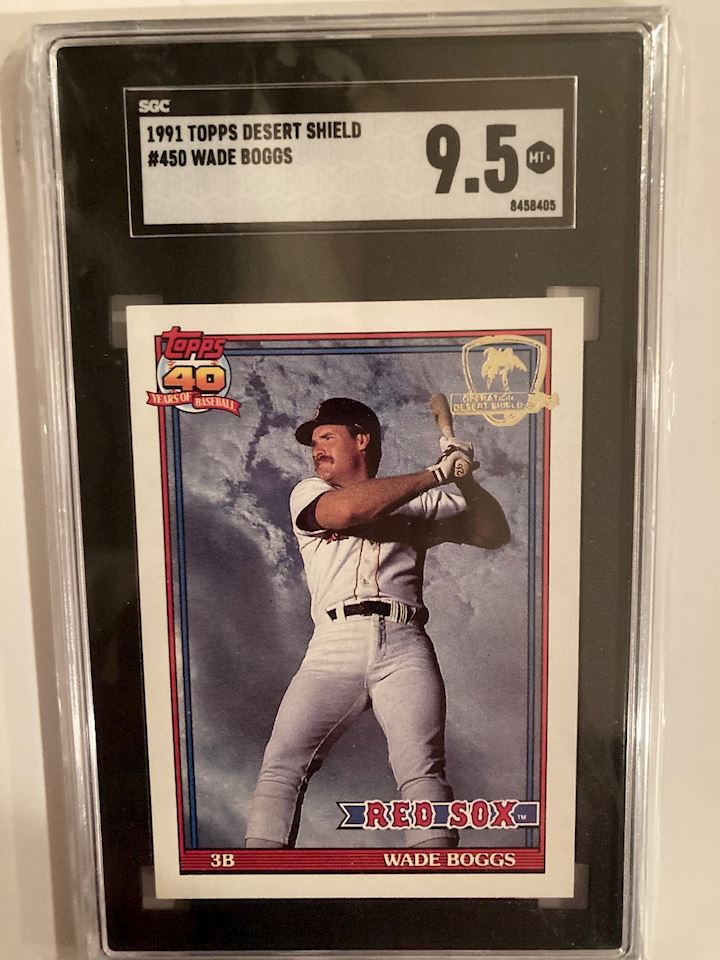 SGC
1991 TOPPS DESERT SHIELD
#450 WADE BOGGS
9.5
MT+
8458405
TOPPS
40
YEARS OF BASEBALL
OPERATION
DESERT SHIELD
RED SOX™
3B
WADE BOGGS